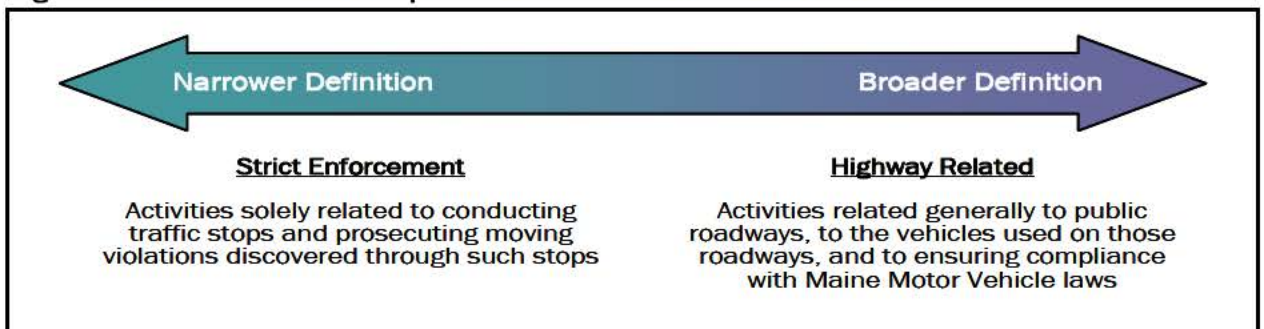 Narrower Definition
Broader Definition
Strict Enforcement
Activities solely related to conducting
traffic stops and prosecuting moving
violations discovered through such stops
Highway Related
Activities related generally to public
roadways, to the vehicles used on those
roadways, and to ensuring compliance
with Maine Motor Vehicle laws